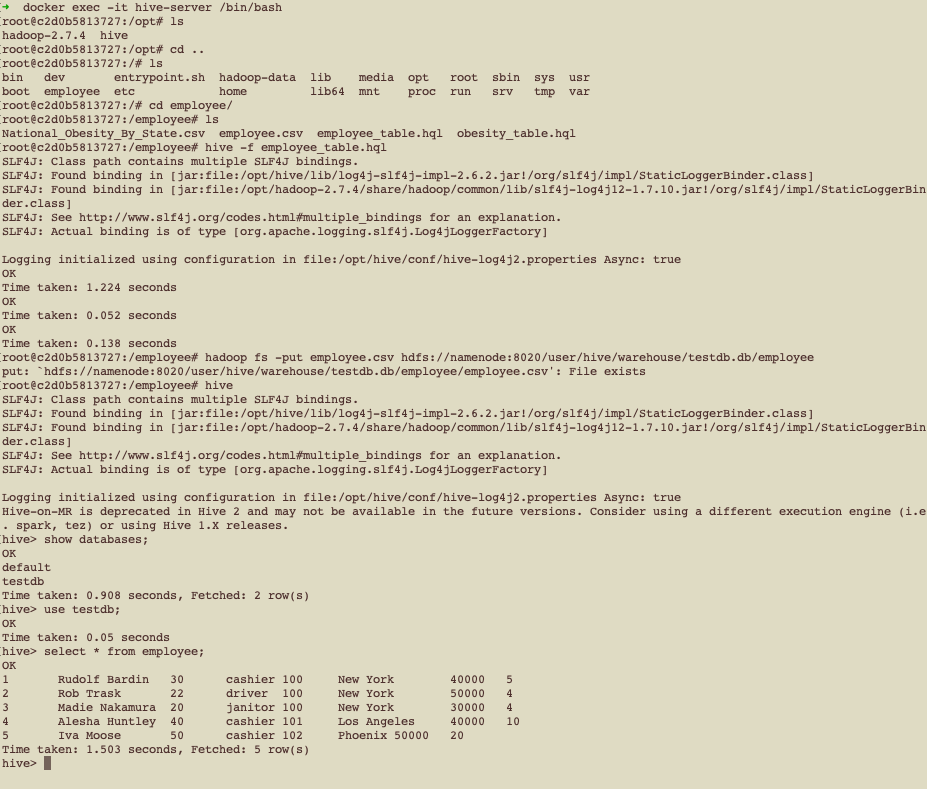 ➜  docker exec -it hive-server /bin/bash
[root@c2d0b5813727:/opt# ls
hadoop-2.7.4  hive
[root@c2d0b5813727:/opt# cd ..
[root@c2d0b5813727:/# ls
bin   dev       entrypoint.sh  hadoop-data  lib    media  opt   root  sbin  sys  usr
boot  employee  etc            home         lib64  mnt    proc  run   srv   tmp  var
[root@c2d0b5813727:/# cd employee/
[root@c2d0b5813727:/employee# ls
National_Obesity_By_State.csv  employee.csv  employee_table.hql  obesity_table.hql
[root@c2d0b5813727:/employee# hive -f employee_table.hql
SLF4J: Class path contains multiple SLF4J bindings.
SLF4J: Found binding in [jar:file:/opt/hive/lib/log4j-slf4j-impl-2.6.2.jar!/org/slf4j/impl/StaticLoggerBinder.class]
SLF4J: Found binding in [jar:file:/opt/hadoop-2.7.4/share/hadoop/common/lib/slf4j-log4j12-1.7.10.jar!/org/slf4j/impl/StaticLoggerBin
der.class]
SLF4J: See http://www.slf4j.org/codes.html#multiple_bindings for an explanation.
SLF4J: Actual binding is of type [org.apache.logging.slf4j.Log4jLoggerFactory]
Logging initialized using configuration in file:/opt/hive/conf/hive-log4j2.properties Async: true
OK
Time taken: 1.224 seconds
OK
Time taken: 0.052 seconds
OK
Time taken: 0.138 seconds
[root@c2d0b5813727:/employee# hadoop fs -put employee.csv hdfs://namenode:8020/user/hive/warehouse/testdb.db/employee
put: `hdfs://namenode:8020/user/hive/warehouse/testdb.db/employee/employee.csv': File exists
[root@c2d0b5813727:/employee# hive
SLF4J: Class path contains multiple SLF4J bindings.
SLF4J: Found binding in [jar:file:/opt/hive/lib/log4j-slf4j-impl-2.6.2.jar!/org/slf4j/impl/StaticLoggerBinder.class]
SLF4J: Found binding in [jar:file:/opt/hadoop-2.7.4/share/hadoop/common/lib/slf4j-log4j12-1.7.10.jar!/org/slf4j/impl/StaticLoggerBin
der.class]
SLF4J: See http://www.slf4j.org/codes.html#multiple_bindings for an explanation.
SLF4J: Actual binding is of type [org.apache.logging.slf4j.Log4jLoggerFactory]
Logging initialized using configuration in file:/opt/hive/conf/hive-log4j2.properties Async: true
Hive-on-MR is deprecated in Hive 2 and may not be available in the future versions. Consider using a different execution engine (i.e
. spark, tez) or using Hive 1.X releases.
[hive> show databases;
OK
default
testdb
Time taken: 0.908 seconds, Fetched: 2 row(s)
[hive> use testdb;
OK
Time taken: 0.05 seconds
[hive> select * from employee;
OK
1       Rudolf Bardin   30      cashier 100     New York        40000   5
2       Rob Trask       22      driver  100     New York        50000   4
3       Madie Nakamura  20      janitor 100     New York        30000   4
4       Alesha Huntley  40      cashier 101     Los Angeles     40000   10
5       Iva Moose       50      cashier 102     Phoenix 50000   20
Time taken: 1.503 seconds, Fetched: 5 row(s)
hive>